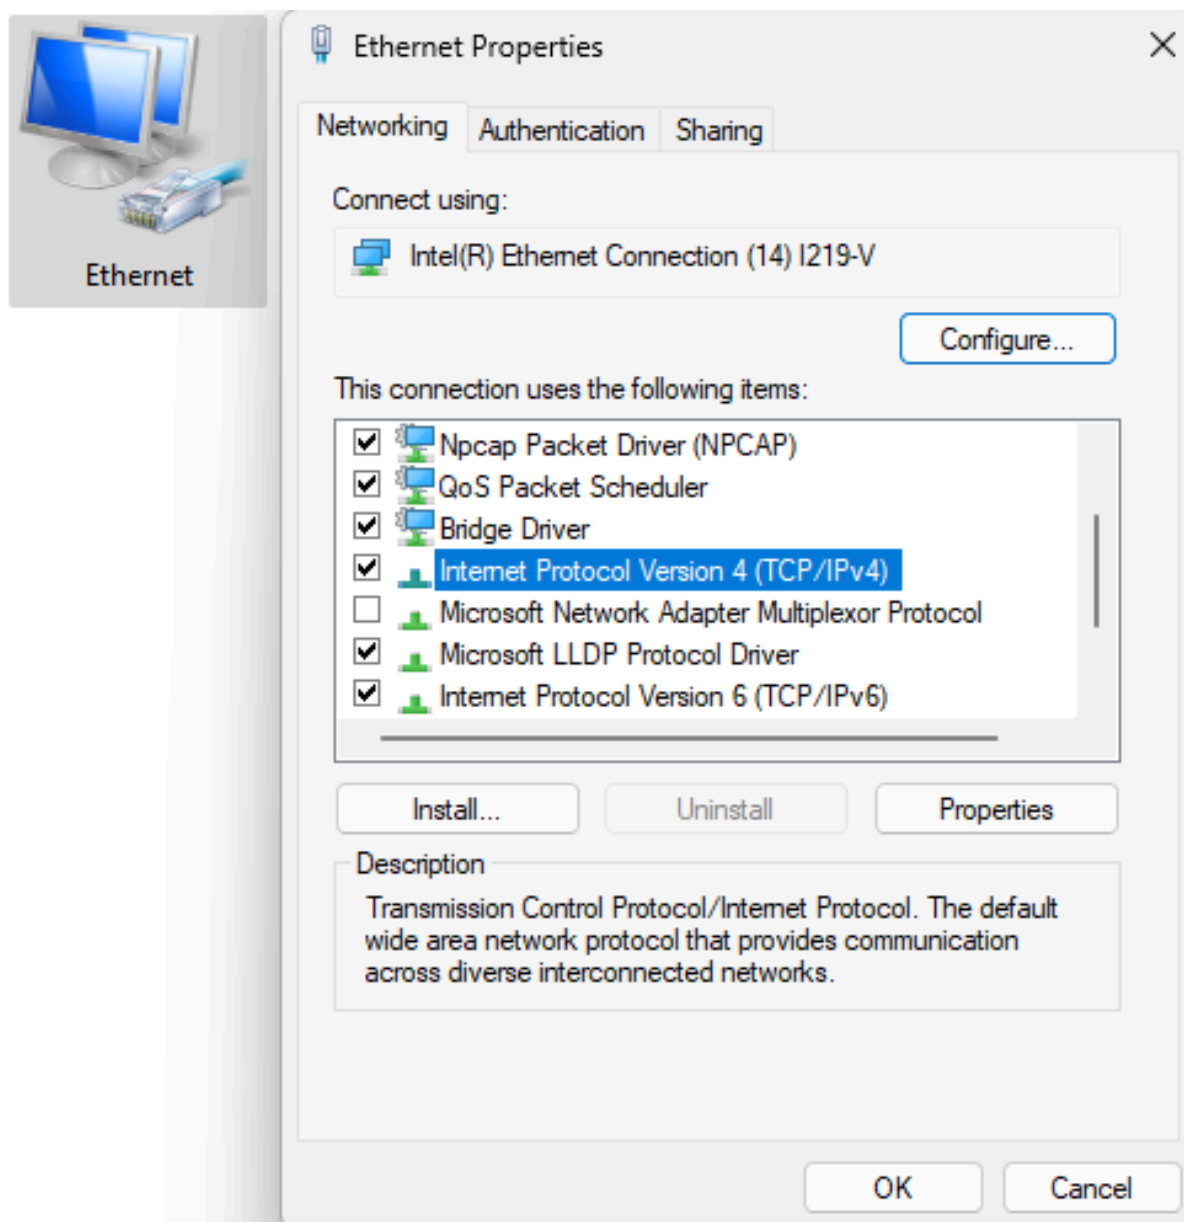 Ethernet
Ethernet Properties
Networking
Authentication
Sharing
Connect using:
Intel(R) Ethernet Connection (14) I219-V
Configure...
This connection uses the following items:
Npcap Packet Driver (NPCAP)
QoS Packet Scheduler
Bridge Driver
Internet Protocol Version 4 (TCP/IPv4)
Microsoft Network Adapter Multiplexor Protocol
Microsoft LLDP Protocol Driver
Internet Protocol Version 6 (TCP/IPv6)
Install...
Uninstall
Properties
Description
Transmission Control Protocol/Internet Protocol. The default
wide area network protocol that provides communication
across diverse interconnected networks.
OK
Cancel